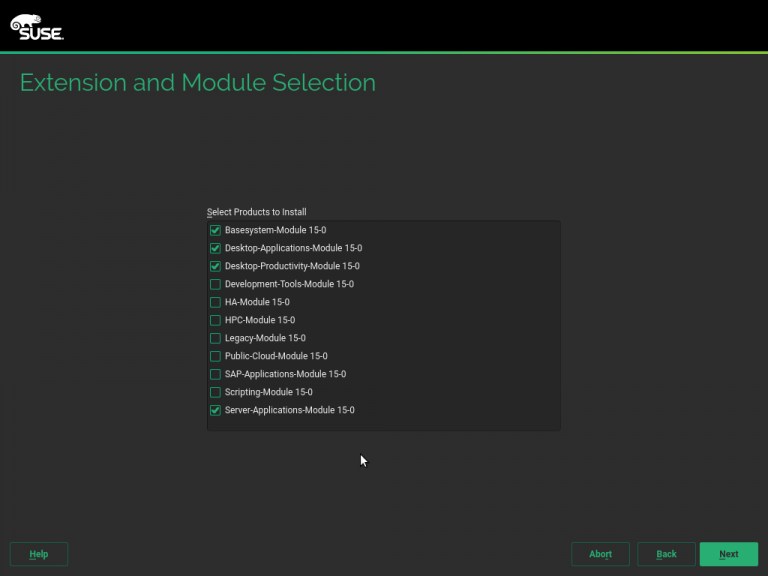 SUSE
Extension and Module Selection
Select Products to Install
Basesystem-Module 15-0
Desktop-Applications-Module 15-0
Desktop-Productivity-Module 15-0
Development-Tools-Module 15-0
HA-Module 15-0
HPC-Module 15-0
Legacy-Module 15-0
Public-Cloud-Module 15-0
SAP-Applications-Module 15-0
Scripting-Module 15-0
Server-Applications-Module 15-0
Help Abort Back Next